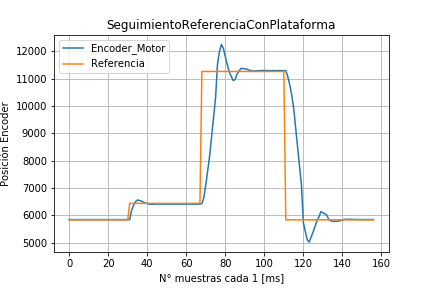 SeguimientoReferenciaConPlataforma
Encoder_Motor
Referencia
12000
11000
10000
9000
8000
7000
6000
5000
Posición Encoder
0 20 40 60 80 100 120 140 160
N° muestras cada 1 [ms]